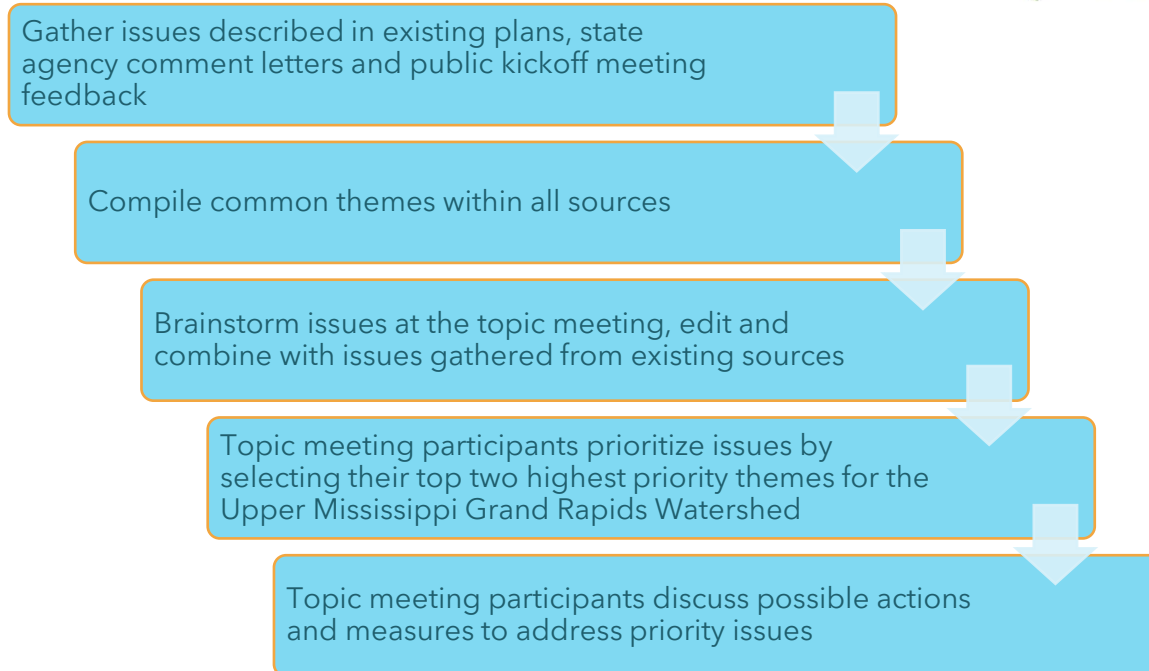 Gather issues described in existing plans, state
agency comment letters and public kickoff meeting
feedback
Compile common themes within all sources
Brainstorm issues at the topic meeting, edit and
combine with issues gathered from existing sources
Topic meeting participants prioritize issues by
selecting their top two highest priority themes for the
Upper Mississippi Grand Rapids Watershed
Topic meeting participants discuss possible actions
and measures to address priority issues